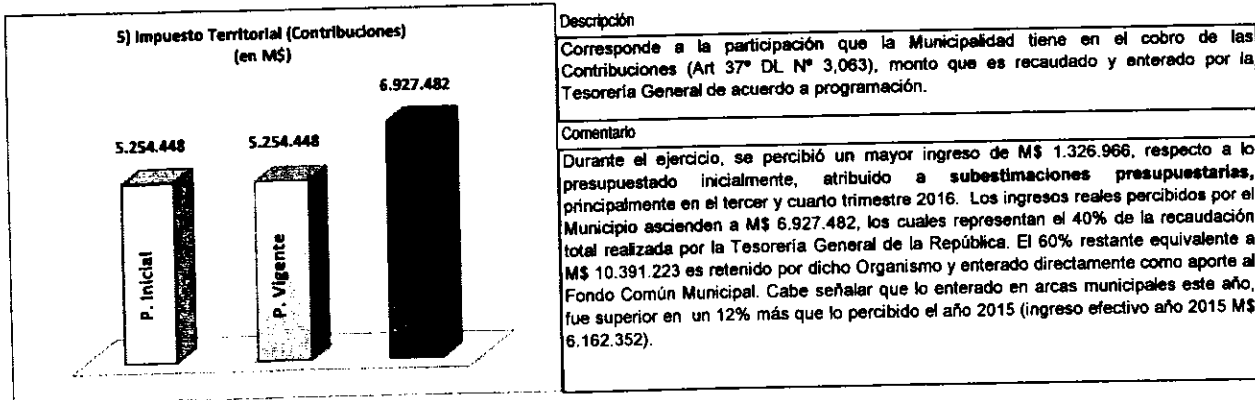 5) Impuesto Territorial (Contribuciones)
(en M$)
5.254.448
5.254.448
6.927.482
P. Inicial
P. Vigente
Descripción
Corresponde a la participación que la Municipalidad tiene en el cobro de las
Contribuciones (Art 37° DL N° 3,063), monto que es recaudado y enterado por la
Tesorería General de acuerdo a programación.
Comentario
Durante el ejercicio, se percibió un mayor ingreso de M$ 1.326.966, respecto a lo
presupuestado inicialmente, atribuido a subestimaciones presupuestarias,
principalmente en el tercer y cuarto trimestre 2016. Los ingresos reales percibidos por el
Municipio ascienden a M$ 6.927.482, los cuales representan el 40% de la recaudación
total realizada por la Tesorería General de la República. El 60% restante equivalente a
M$ 10.391.223 es retenido por dicho Organismo y enterado directamente como aporte al
Fondo Común Municipal. Cabe señalar que lo enterado en arcas municipales este año,
fue superior en un 12% más que lo percibido el año 2015 (ingreso efectivo año 2015 M$
6.162.352).